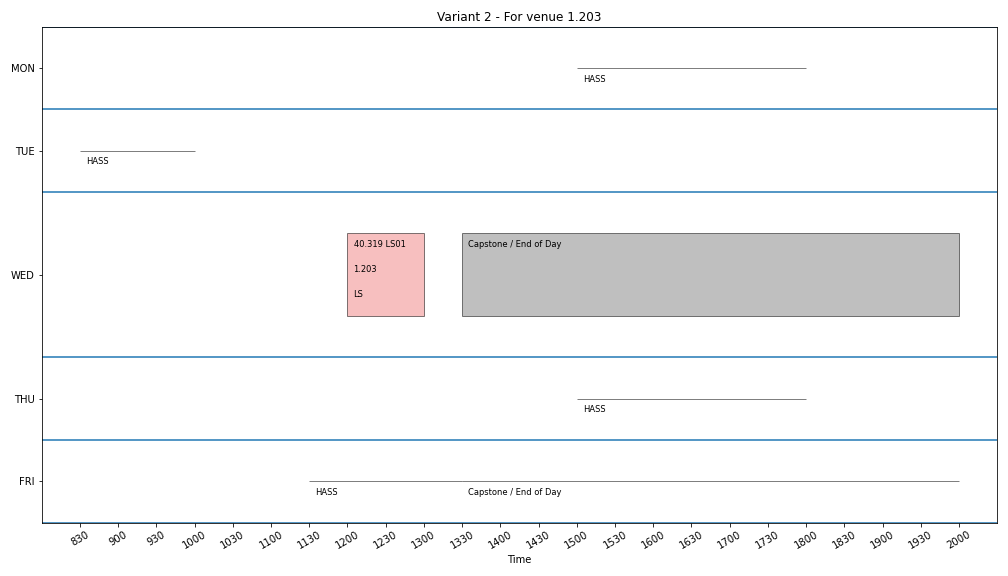 Variant 2 - For venue 1.203
MON
HASS
TUE
HASS
WED
40.319 LS01
1.203
LS
Capstone / End of Day
THU
HASS
FRI
HASS
Capstone / End of Day
830 900 930 1000 1030 1100 1130 1200 1230 1300 1330 1400 1430 1500 1530 1600 1630 1700 1730 1800 1830 1900 1930 2000
Time